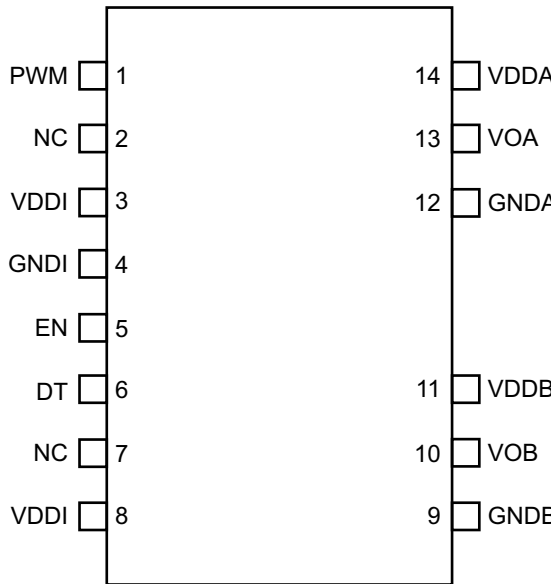 PWM 1 14 VDDA
NC 2 13 VOA
VDDI 3 12 GNDA
GNDI 4
EN 5
DT 6 11 VDDB
NC 7 10 VOB
VDDI 8 9 GNDB